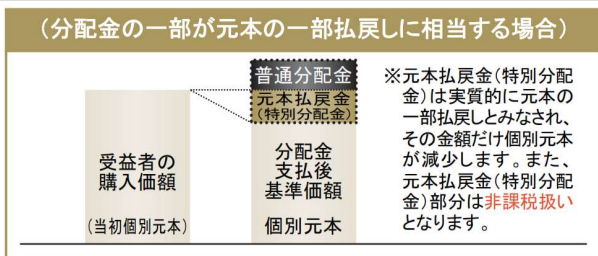 （分配金の一部が元本の一部払戻しに相当する場合）
普通分配金
元本払戻金
（特別分配金）
受益者の
購入価額
（当初個別元本）
分配金
支払後
基準価額
個別元本
※元本払戻金（特別分配
金）は実質的に元本の
一部払戻しとみなされ、
その金額だけ個別元本
が減少します。また、
元本払戻金（特別分配
金）部分は非課税扱い
となります。